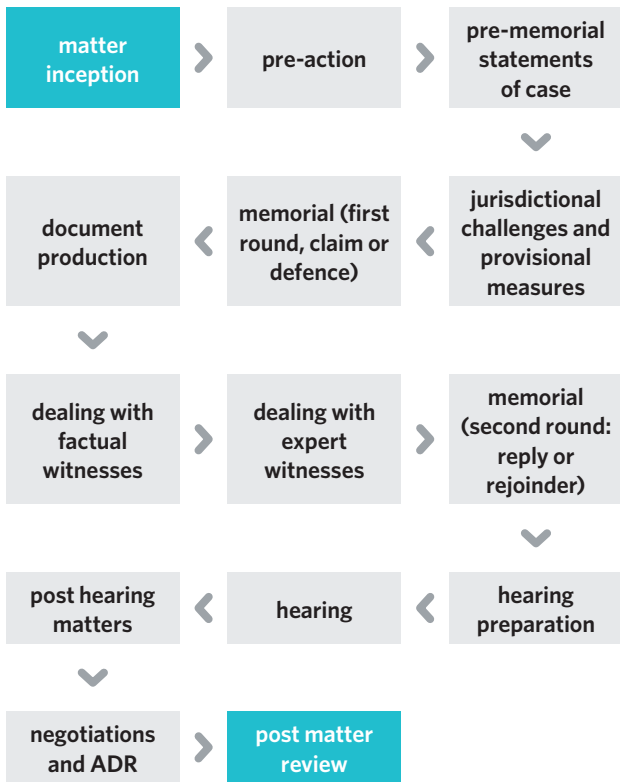 matter
inception
pre-action
pre-memorial
statements
of case
jurisdictional
challenges and
provisional
measures
memorial (first
round, claim or
defence)
document
production
dealing with
factual
witnesses
dealing with
expert
witnesses
memorial
(second round:
reply or
rejoinder)
hearing
preparation
hearing
post hearing
matters
negotiations
and ADR
post matter
review